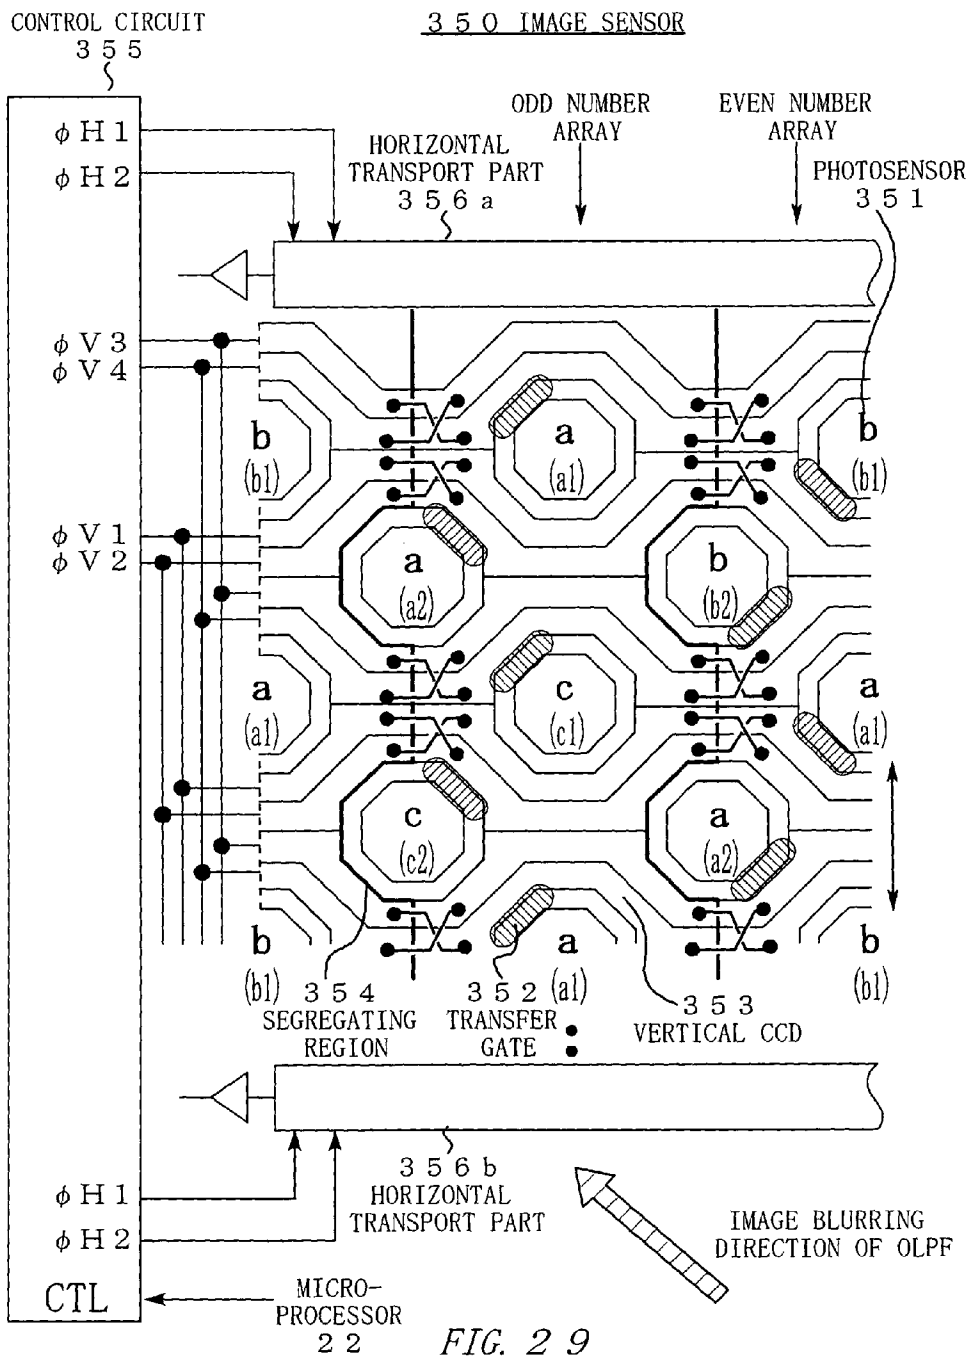 CONTROL CIRCUIT
355
350 IMAGE SENSOR
ODD NUMBER
ARRAY
EVEN NUMBER
ARRAY
φH1
HORIZONTAL
TRANSPORT PART
356a
PHOTOSENSOR
351
φH2
φV3
φV4
b
(b1)
a
(a1)
b
(b1)
φV1
φV2
a
(a2)
b
(b2)
a
(a1)
c
(c1)
a
(a1)
c
(c2)
a
(a2)
b
(b1)
a
(a1)
b
(b1)
354
SEGREGATING
REGION
352
TRANSFER
GATE
353
VERTICAL CCD
356b
HORIZONTAL
TRANSPORT PART
φH1
φH2
IMAGE BLURRING
DIRECTION OF OLPF
CTL
MICRO-
PROCESSOR
22
FIG. 29